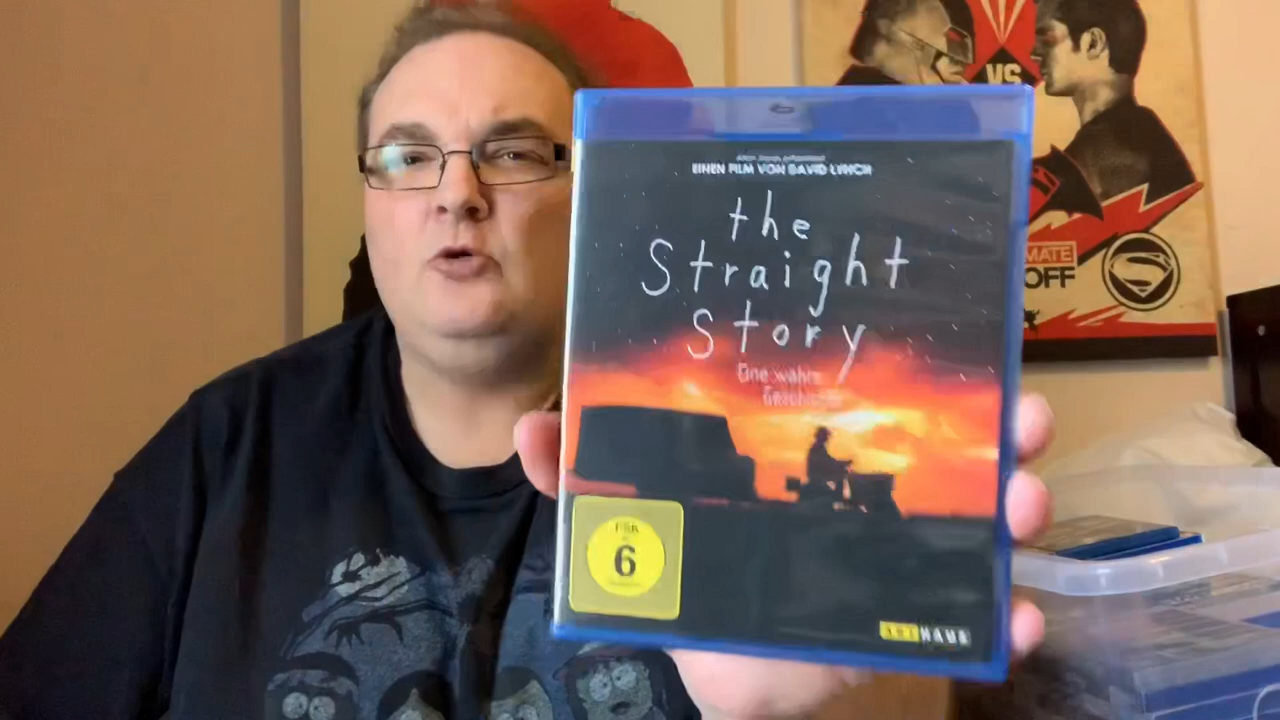 VS
EINEN FILM VON DAVID LYNCH
the
Straight
Story
Eine wahre
Geschichte
MATE
OFF
FSK
6
ARTHAUS